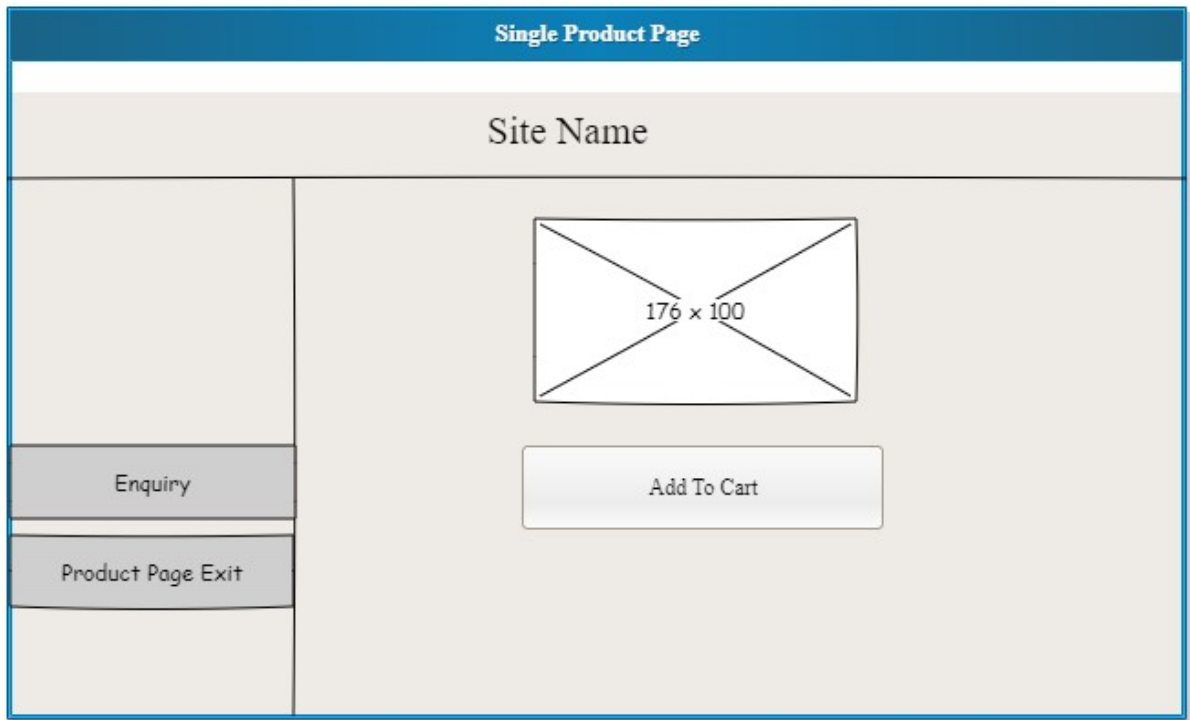 Single Product Page
Site Name
176 x 100
Enquiry
Add To Cart
Product Page Exit